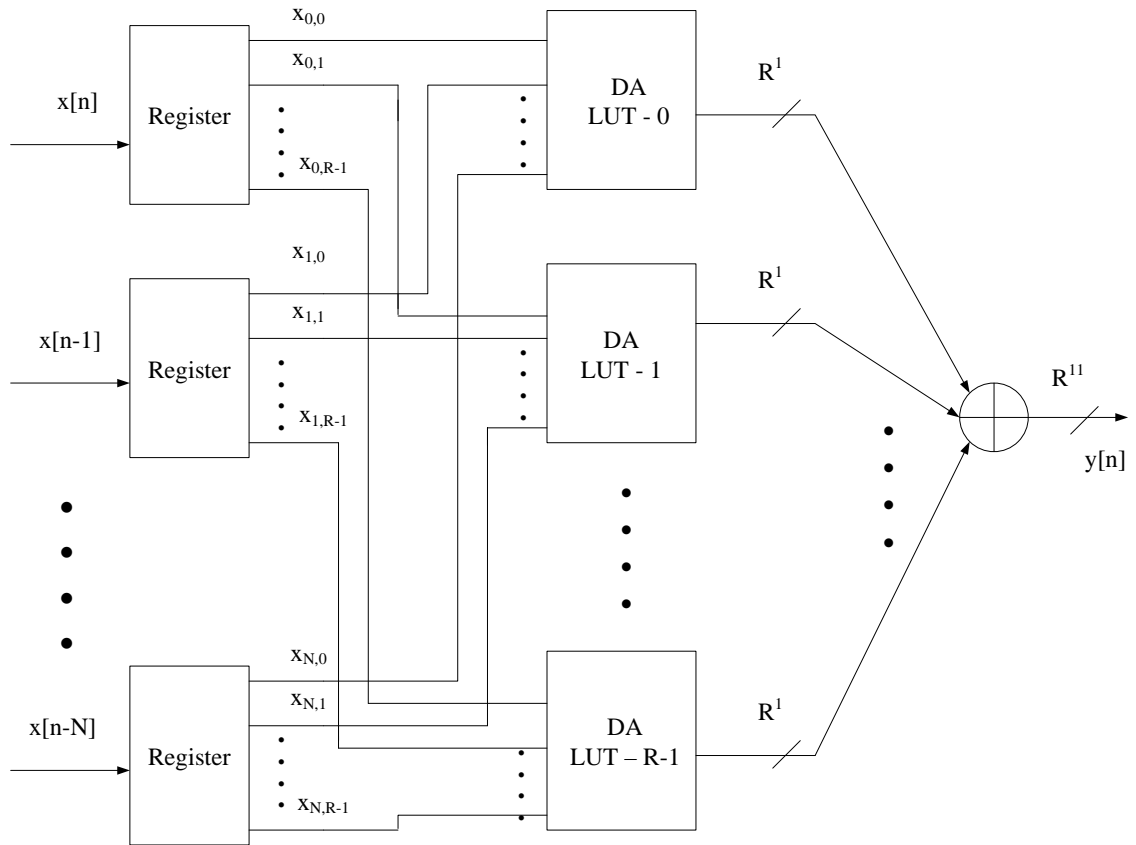 x0,0
x0,1
x[n]
Register
x0,R-1
DA
LUT - 0
R1
x1,0
x1,1
x[n-1]
Register
x1,R-1
DA
LUT - 1
R1
R11
y[n]
xN,0
xN,1
x[n-N]
Register
xN,R-1
DA
LUT – R-1
R1